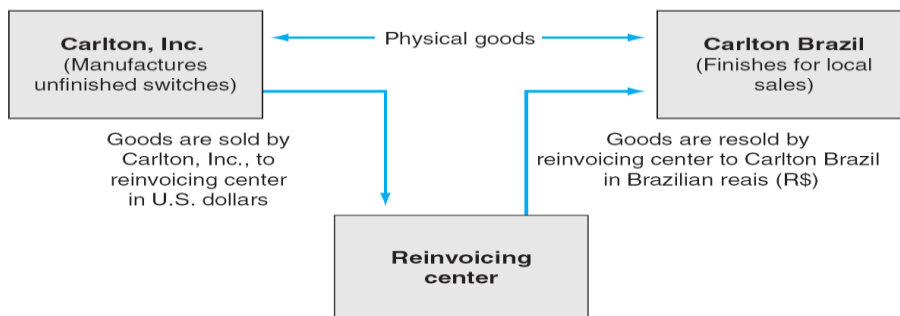 Carlton, Inc.
(Manufactures
unfinished switches)
Physical goods
Carlton Brazil
(Finishes for local
sales)
Goods are sold by
Carlton, Inc., to
reinvoicing center
in U.S. dollars
Goods are resold by
reinvoicing center to Carlton Brazil
in Brazilian reais (R$)
Reinvoicing
center